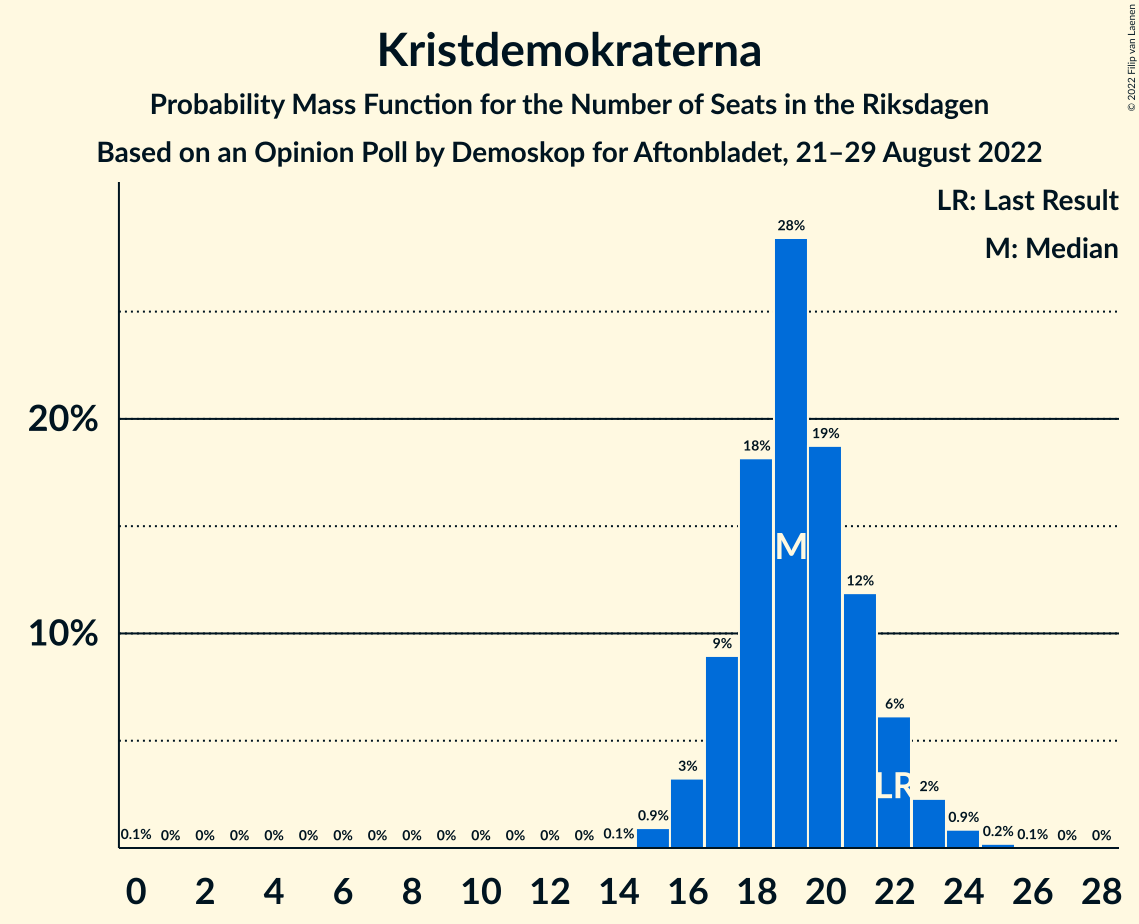 Kristdemokraterna
Probability Mass Function for the Number of Seats in the Riksdagen
Based on an Opinion Poll by Demoskop for Aftonbladet, 21–29 August 2022
© 2022 Filip van Laenen
LR: Last Result
M: Median
28%
20%
19%
18%
M
12%
10%
9%
6%
3%
LR
2%
0.9%
0.9%
0.1% 0% 0% 0% 0% 0% 0% 0% 0% 0% 0% 0% 0% 0% 0.1% 0.2% 0.1% 0% 0%
0 2 4 6 8 10 12 14 16 18 20 22 24 26 28